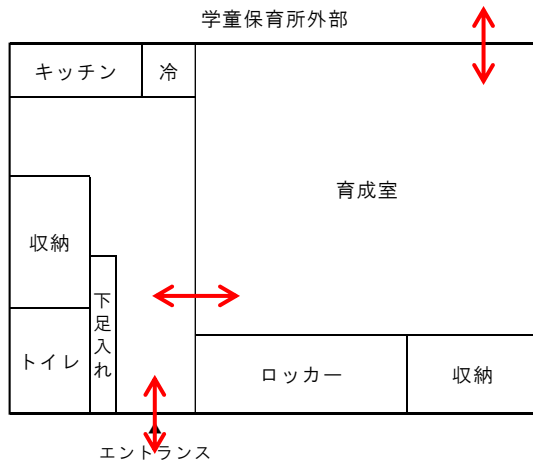 学童保育所外部
キッチン
冷
育成室
収納
下足入れ
トイレ
ロッカー
収納
エントランス